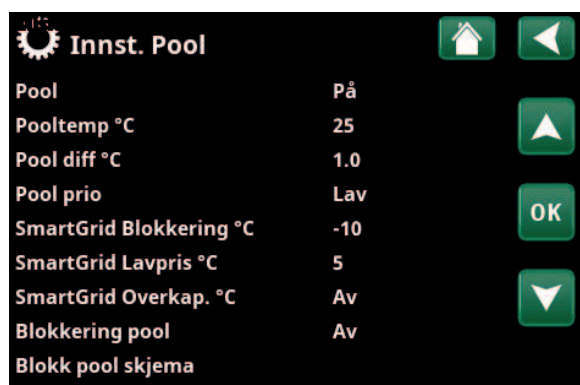 Innst. Pool
Pool På
Pooltemp °C 25
Pool diff °C 1.0
Pool prio Lav
SmartGrid Blokkering °C -10
OK
SmartGrid Lavpris °C 5
SmartGrid Overkap. °C Av
Blokkering pool Av
Blokk pool skjema